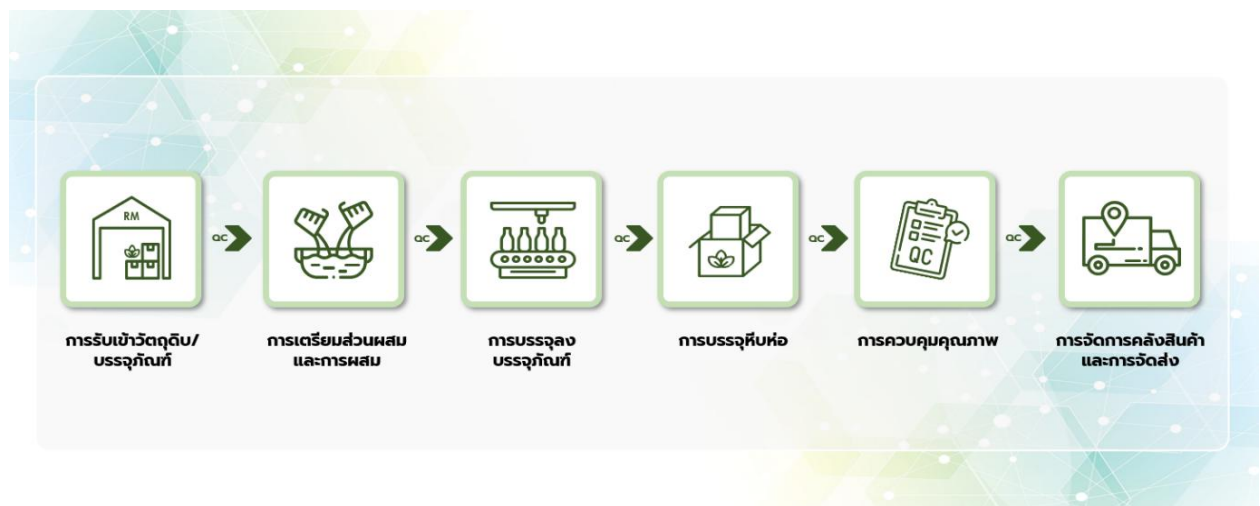 RM
QC
การรับเข้าวัตถุดิบ/
บรรจุภัณฑ์
QC
การเตรียมส่วนผสม
และการผสม
QC
การบรรจุลง
บรรจุภัณฑ์
QC
การบรรจุหีบห่อ
QC
QC
การควบคุมคุณภาพ
การจัดการคลังสินค้า
และการจัดส่ง